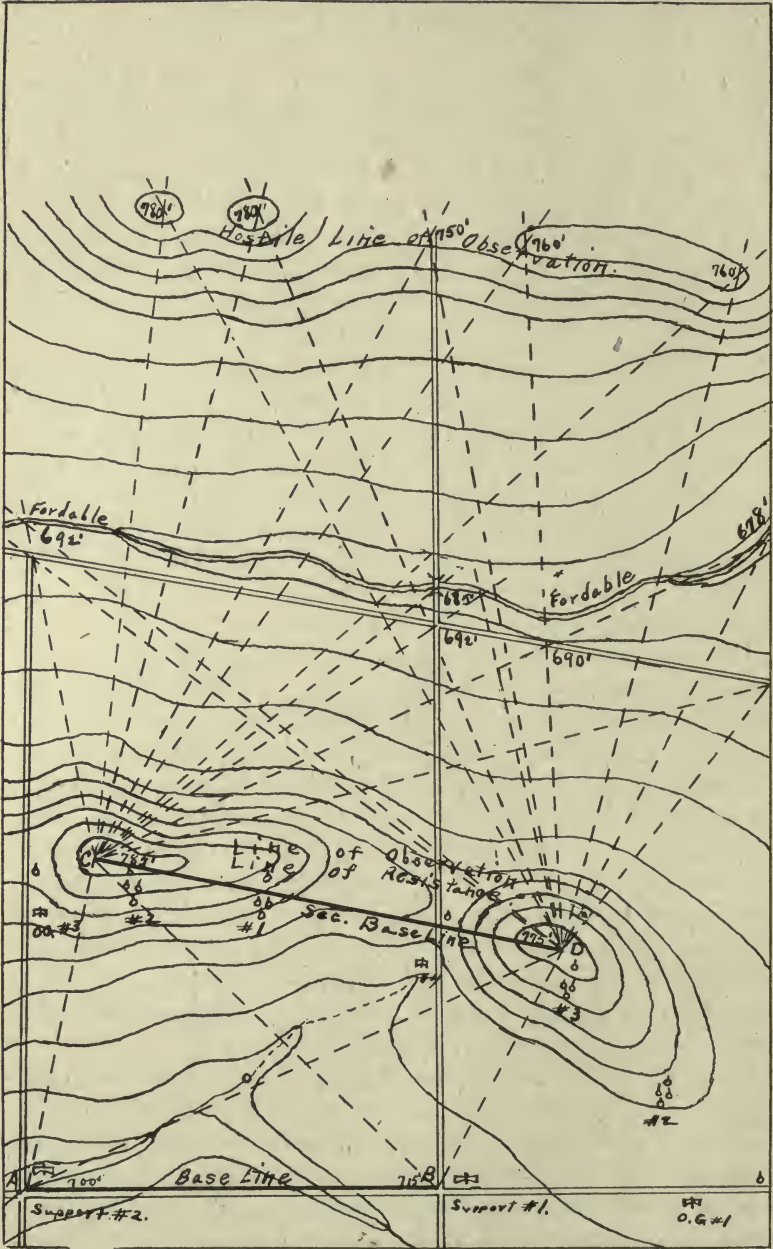 780'
780'
Hostile Line of Observation.
750'
760'
760'
Fordable
692'
678'
685'
Fordable
692'
690'
C
785'
Line of Observation
Line of Resistance
O.G. #3
#2
#1
Sec. Base Line
775'
D
#3
#2
A
700'
Base Line
715'
B
Support #2.
Support #1.
O.G #1